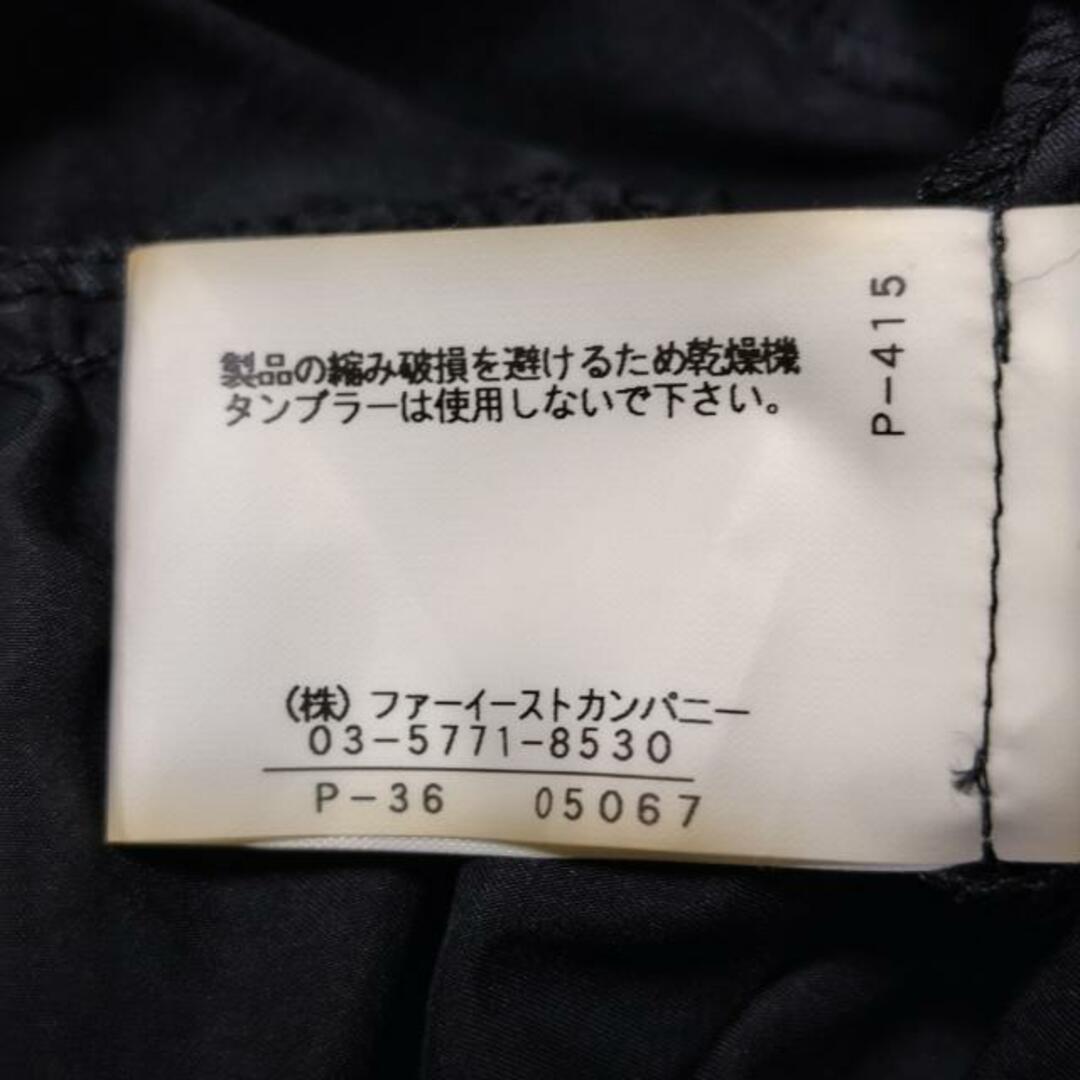 製品の縮み破損を避けるため乾燥機
タンブラーは使用しないで下さい。
P-415
(株)ファーイーストカンパニー
03-5771-8530
P-36 05067